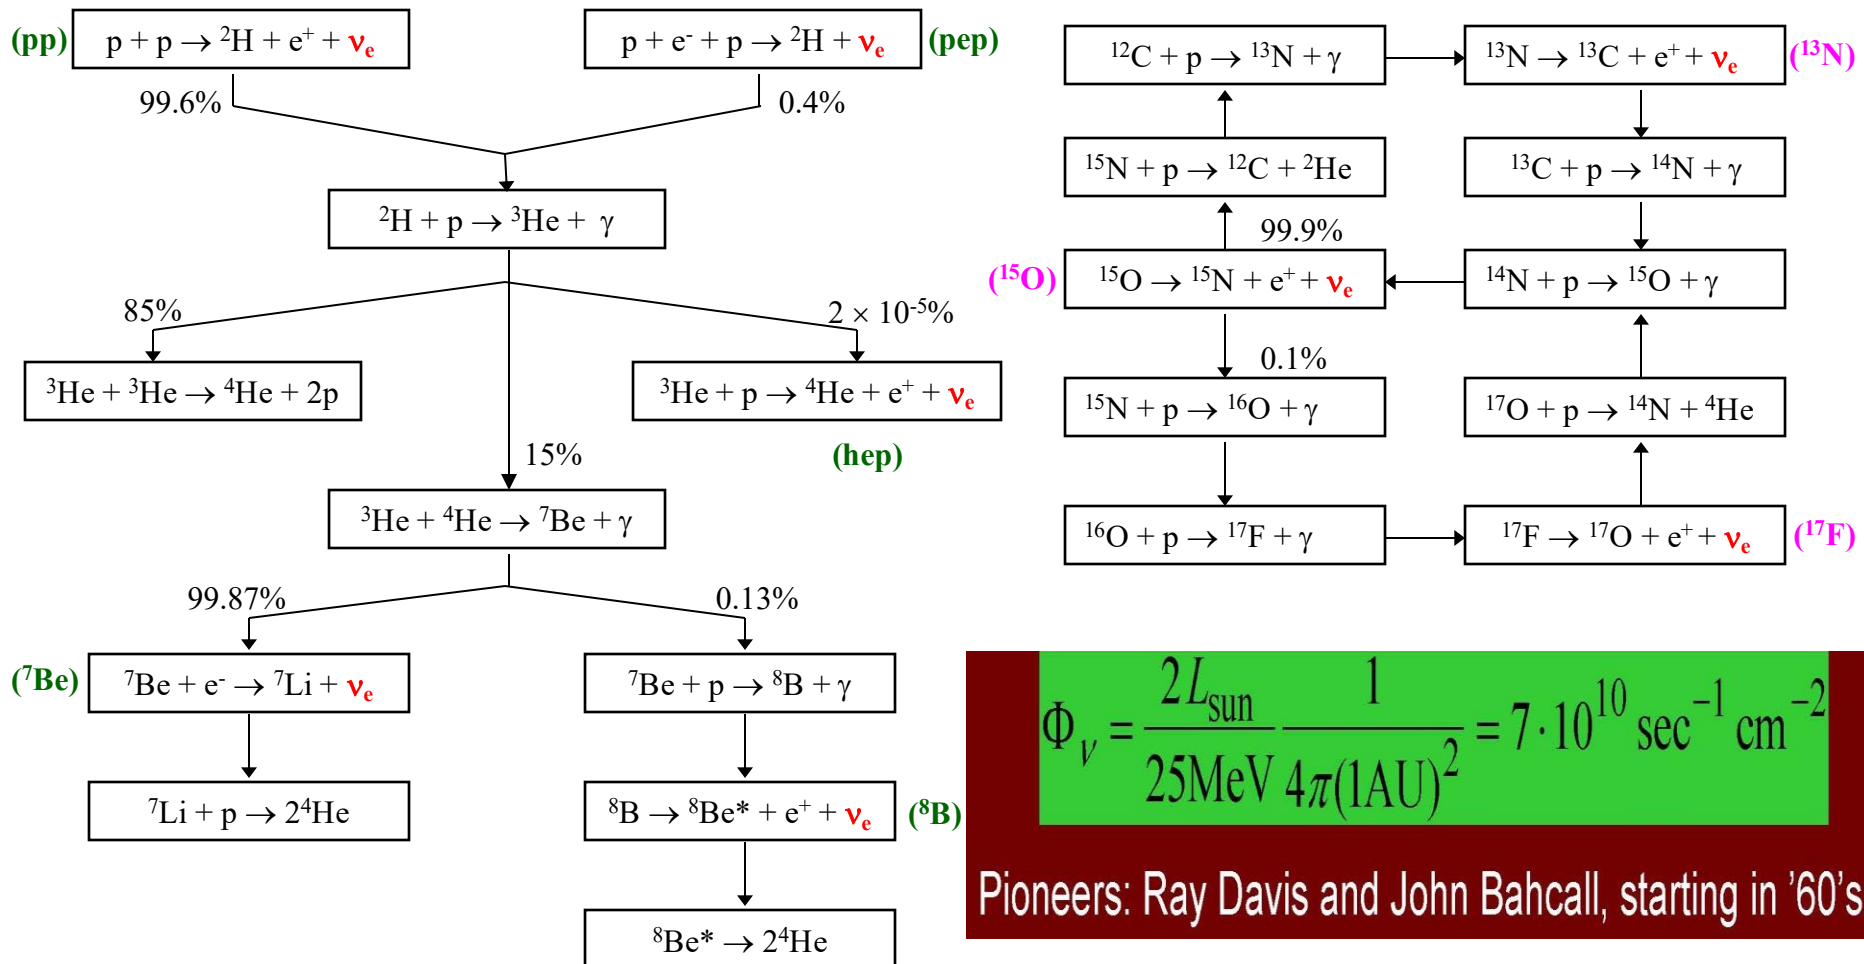 (pp)
p + p → ²H + e⁺ + νₑ
p + e⁻ + p → ²H + νₑ
(pep)
99.6%
0.4%
²H + p → ³He + γ
85%
2 × 10⁻⁵%
³He + ³He → ⁴He + 2p
³He + p → ⁴He + e⁺ + νₑ
(hep)
15%
³He + ⁴He → ⁷Be + γ
99.87%
0.13%
(⁷Be)
⁷Be + e⁻ → ⁷Li + νₑ
⁷Be + p → ⁸B + γ
⁷Li + p → 2⁴He
⁸B → ⁸Be* + e⁺ + νₑ
(⁸B)
⁸Be* → 2⁴He
¹²C + p → ¹³N + γ
¹³N → ¹³C + e⁺ + νₑ
(¹³N)
¹⁵N + p → ¹²C + ²He
¹³C + p → ¹⁴N + γ
99.9%
(¹⁵O)
¹⁵O → ¹⁵N + e⁺ + νₑ
¹⁴N + p → ¹⁵O + γ
0.1%
¹⁵N + p → ¹⁶O + γ
¹⁷O + p → ¹⁴N + ⁴He
¹⁶O + p → ¹⁷F + γ
¹⁷F → ¹⁷O + e⁺ + νₑ
(¹⁷F)
Φ_ν = 2L_sun / 25MeV 1 / 4π(1AU)² = 7·10¹⁰ sec⁻¹ cm⁻²
Pioneers: Ray Davis and John Bahcall, starting in ’60’s